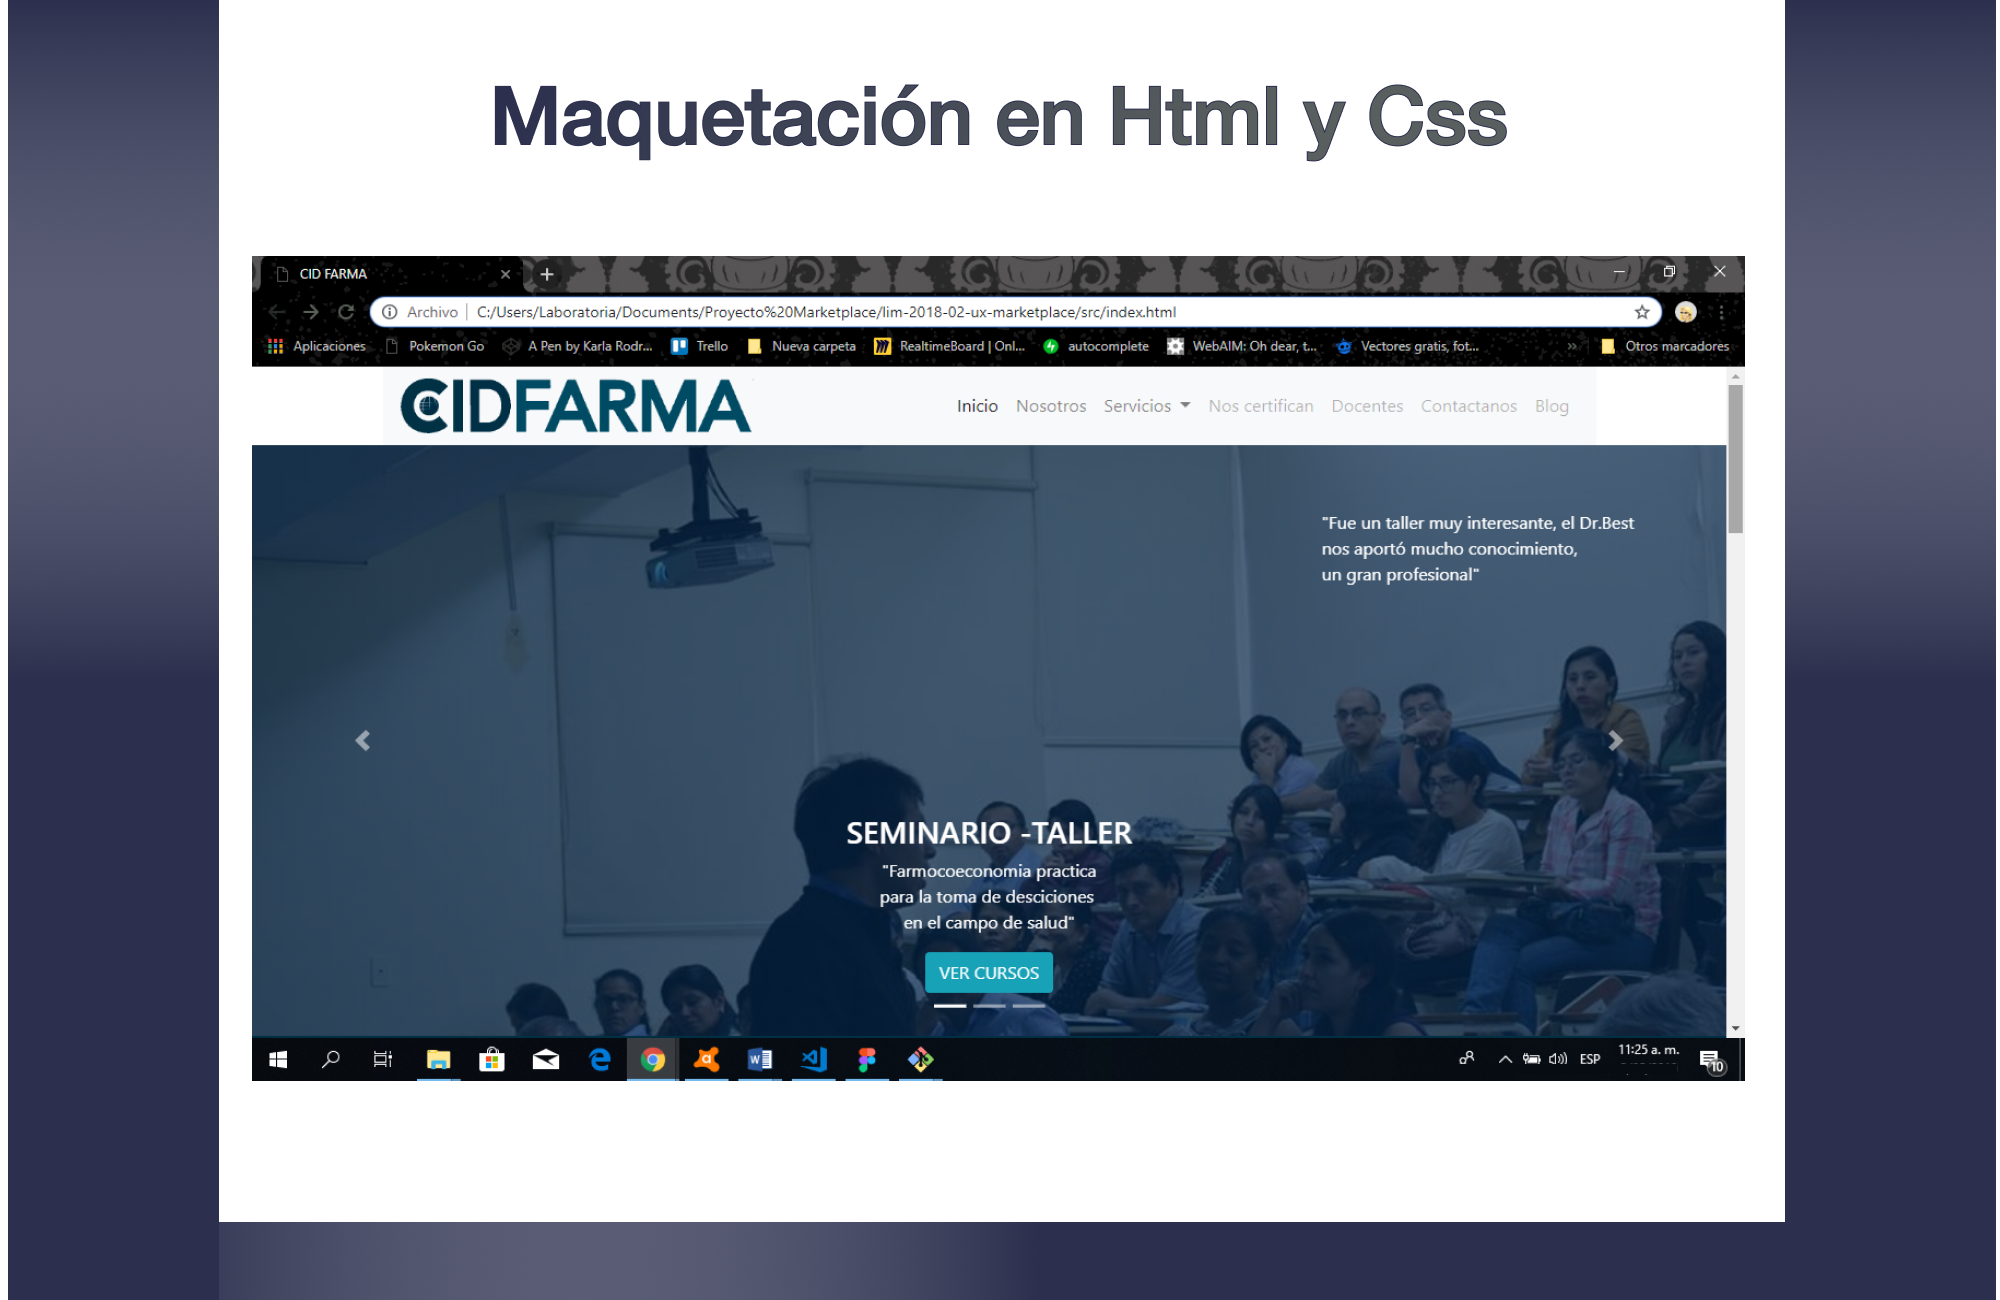 Maquetación en Html y Css
CID FARMA
Archivo | C:/Users/Laboratoria/Documents/Proyecto%20Marketplace/lim-2018-02-ux-marketplace/src/index.html
Aplicaciones Pokemon Go A Pen by Karla Rodr... Trello Nueva carpeta RealtimeBoard | Onl... autocomplete WebAIM: Oh dear, t... Vectores gratis, fot... » Otros marcadores
CIDFARMA
Inicio Nosotros Servicios Nos certifican Docentes Contactanos Blog
"Fue un taller muy interesante, el Dr.Best
nos aportó mucho conocimiento,
un gran profesional"
SEMINARIO -TALLER
"Farmocoeconomia practica
para la toma de desciciones
en el campo de salud"
VER CURSOS
ESP 11:25 a. m. 10